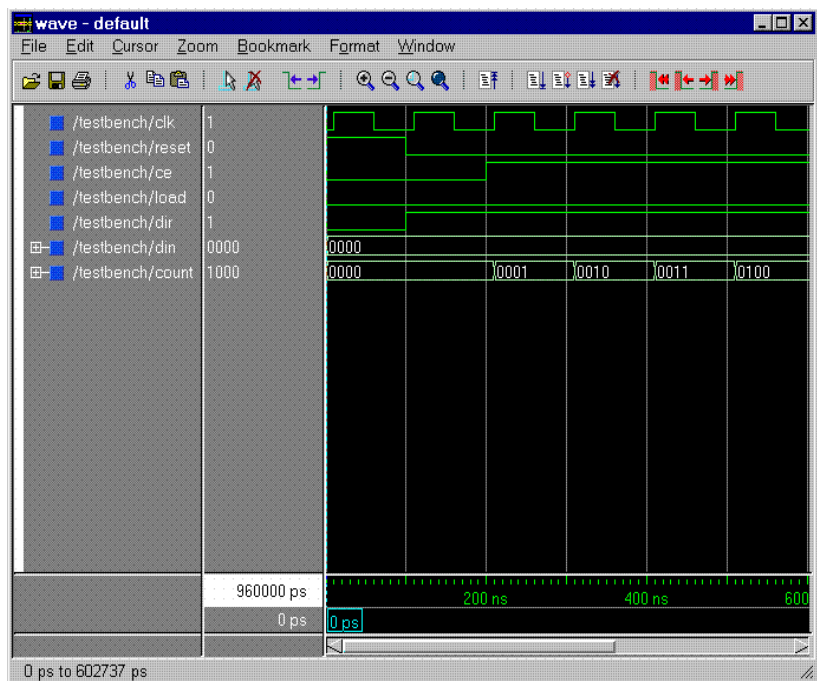 wave - default
File Edit Cursor Zoom Bookmark Format Window
/testbench/clk 1
/testbench/reset 0
/testbench/ce 1
/testbench/load 0
/testbench/dir 1
/testbench/din 0000 0000
/testbench/count 1000 0000 0001 0010 0011 0100
960000 ps 200 ns 400 ns 600
0 ps 0 ps
0 ps to 602737 ps